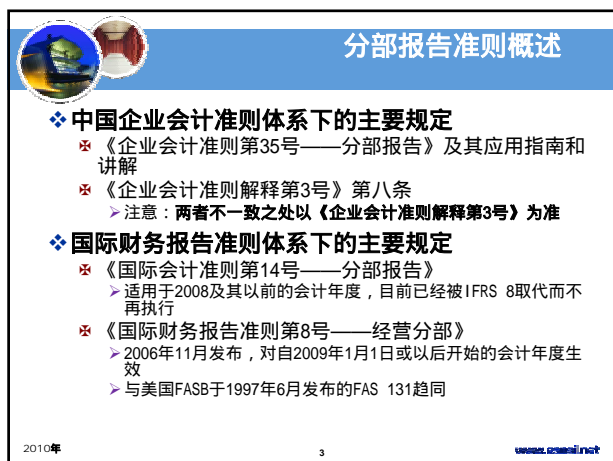 分部报告准则概述
中国企业会计准则体系下的主要规定
《企业会计准则第35号——分部报告》及其应用指南和
讲解
《企业会计准则解释第3号》第八条
注意：两者不一致之处以《企业会计准则解释第3号》为准
国际财务报告准则体系下的主要规定
《国际会计准则第14号——分部报告》
适用于2008及其以前的会计年度，目前已经被IFRS 8取代而不
再执行
《国际财务报告准则第8号——经营分部》
2006年11月发布，对自2009年1月1日或以后开始的会计年度生
效
与美国FASB于1997年6月发布的FAS 131趋同
2010年
3